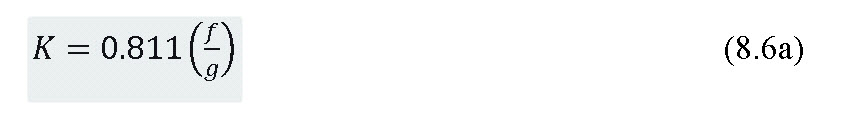 K = 0.811(f/g) (8.6a)